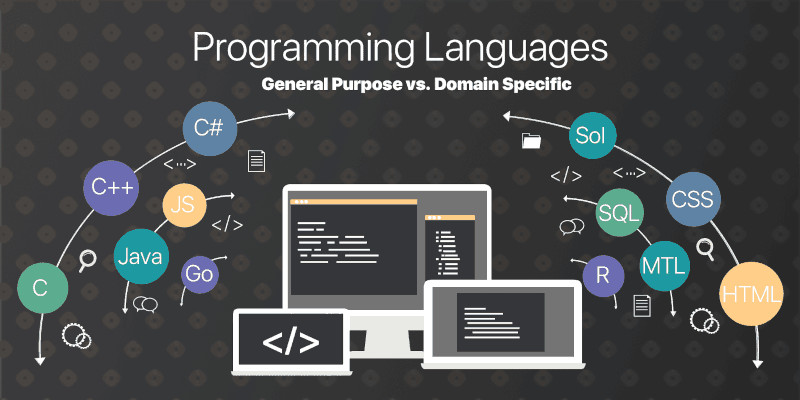 Programming Languages
General Purpose vs. Domain Specific
C#
C++
JS
Java
Go
C
Sol
CSS
SQL
MTL
R
HTML
<...>
</>
</>
<...>
</>